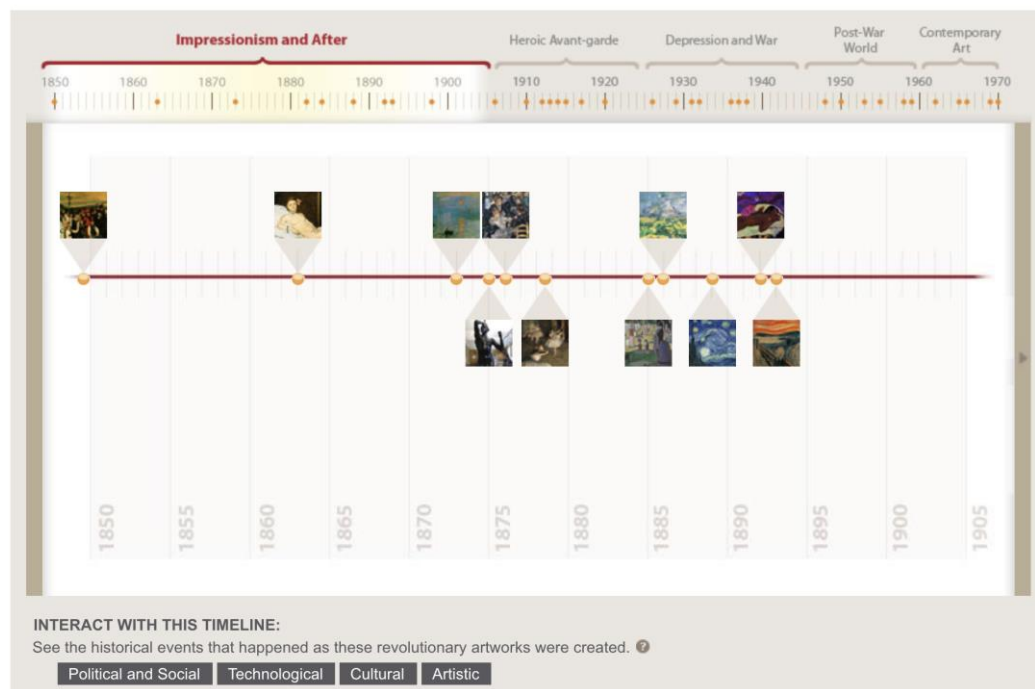 Impressionism and After
Heroic Avant-garde
Depression and War
Post-War
World
Contemporary
Art
1850 1860 1870 1880 1890 1900 1910 1920 1930 1940 1950 1960 1970
1850 1855 1860 1865 1870 1875 1880 1885 1890 1895 1900 1905
INTERACT WITH THIS TIMELINE:
See the historical events that happened as these revolutionary artworks were created. ?
Political and Social Technological Cultural Artistic